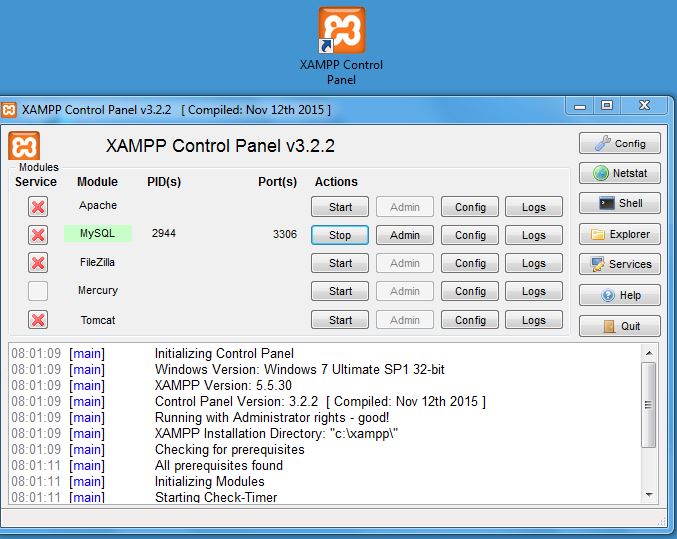 XAMPP Control
Panel
XAMPP Control Panel v3.2.2 [ Compiled: Nov 12th 2015 ]
XAMPP Control Panel v3.2.2
Config
Modules
Service Module PID(s) Port(s) Actions
Netstat
Apache Start Admin Config Logs
Shell
MySQL 2944 3306 Stop Admin Config Logs
Explorer
FileZilla Start Admin Config Logs
Services
Mercury Start Admin Config Logs
Help
Tomcat Start Admin Config Logs
Quit
08:01:09 [main] Initializing Control Panel
08:01:09 [main] Windows Version: Windows 7 Ultimate SP1 32-bit
08:01:09 [main] XAMPP Version: 5.5.30
08:01:09 [main] Control Panel Version: 3.2.2 [ Compiled: Nov 12th 2015 ]
08:01:09 [main] Running with Administrator rights - good!
08:01:09 [main] XAMPP Installation Directory: "c:\xampp\"
08:01:09 [main] Checking for prerequisites
08:01:11 [main] All prerequisites found
08:01:11 [main] Initializing Modules
08:01:11 [main] Starting Check-Timer